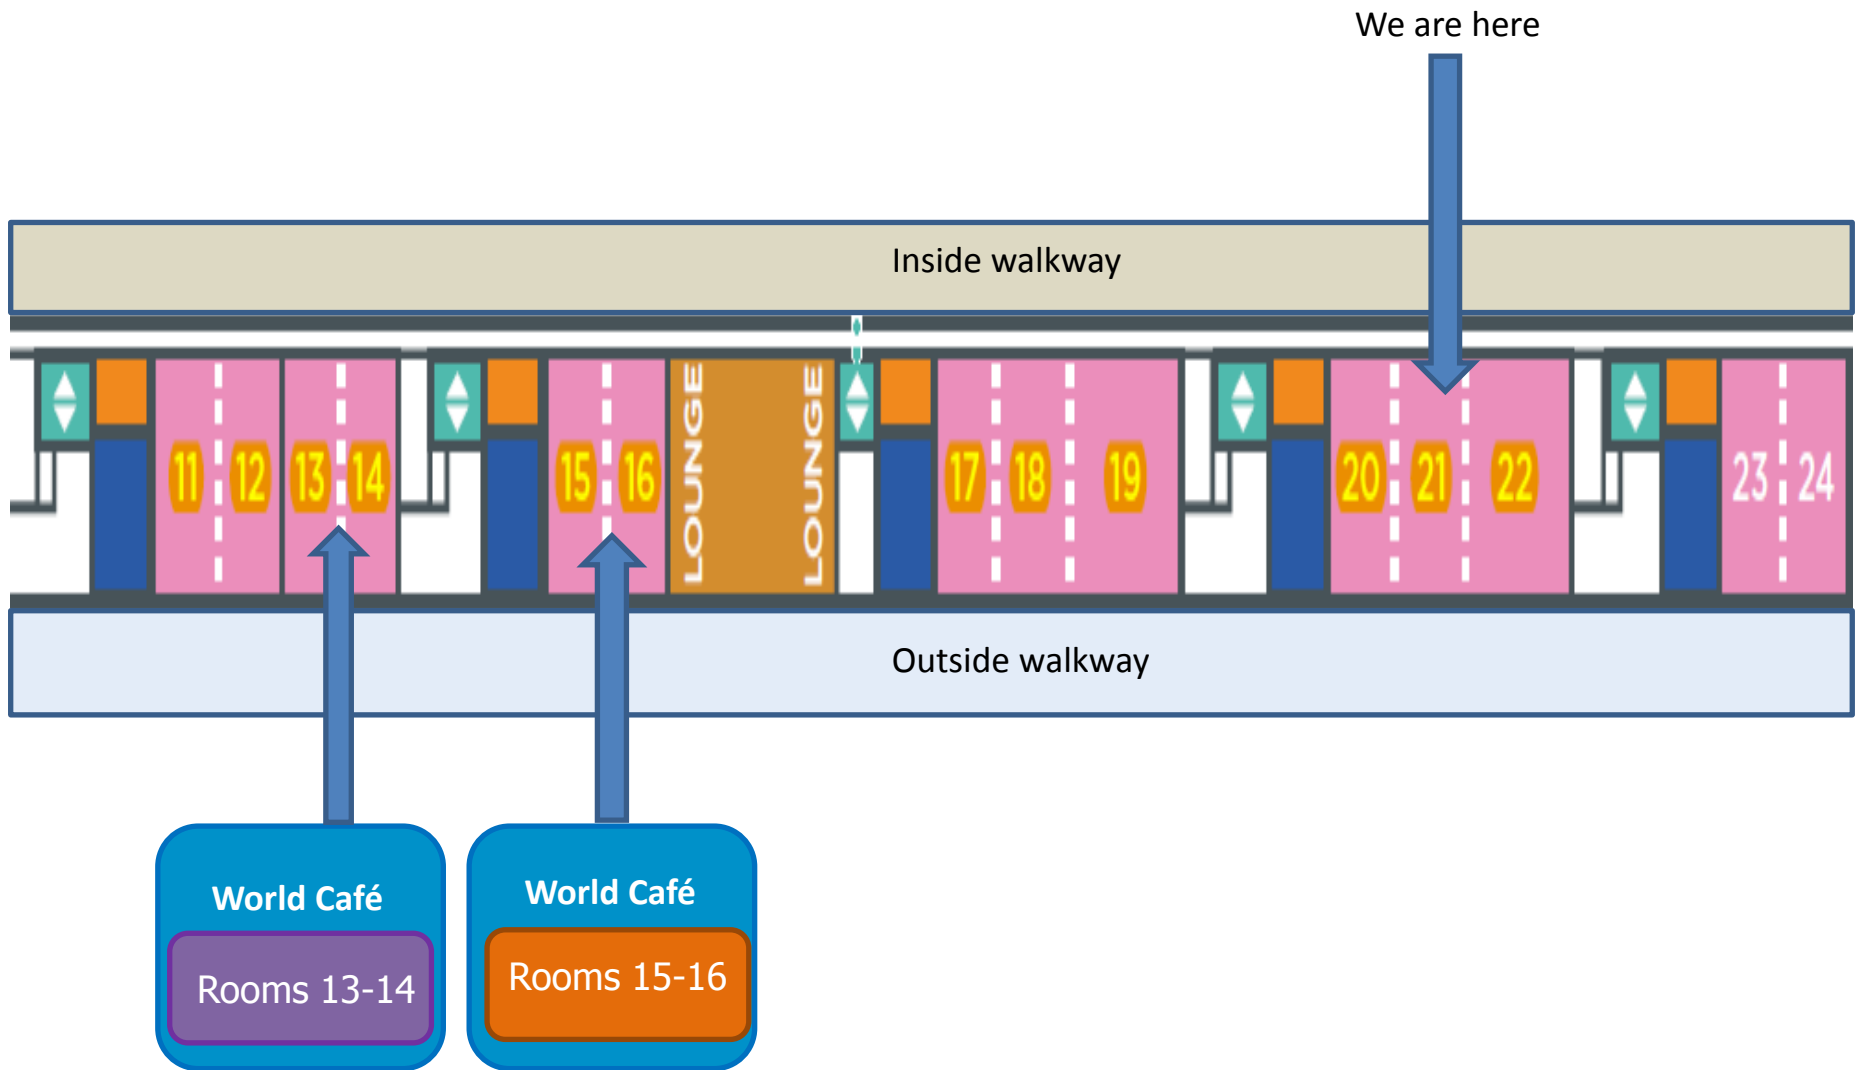 We are here
Inside walkway
11 12 13 14 15 16 LOUNGE LOUNGE 17 18 19 20 21 22 23 24
Outside walkway
World Café
Rooms 13-14
World Café
Rooms 15-16